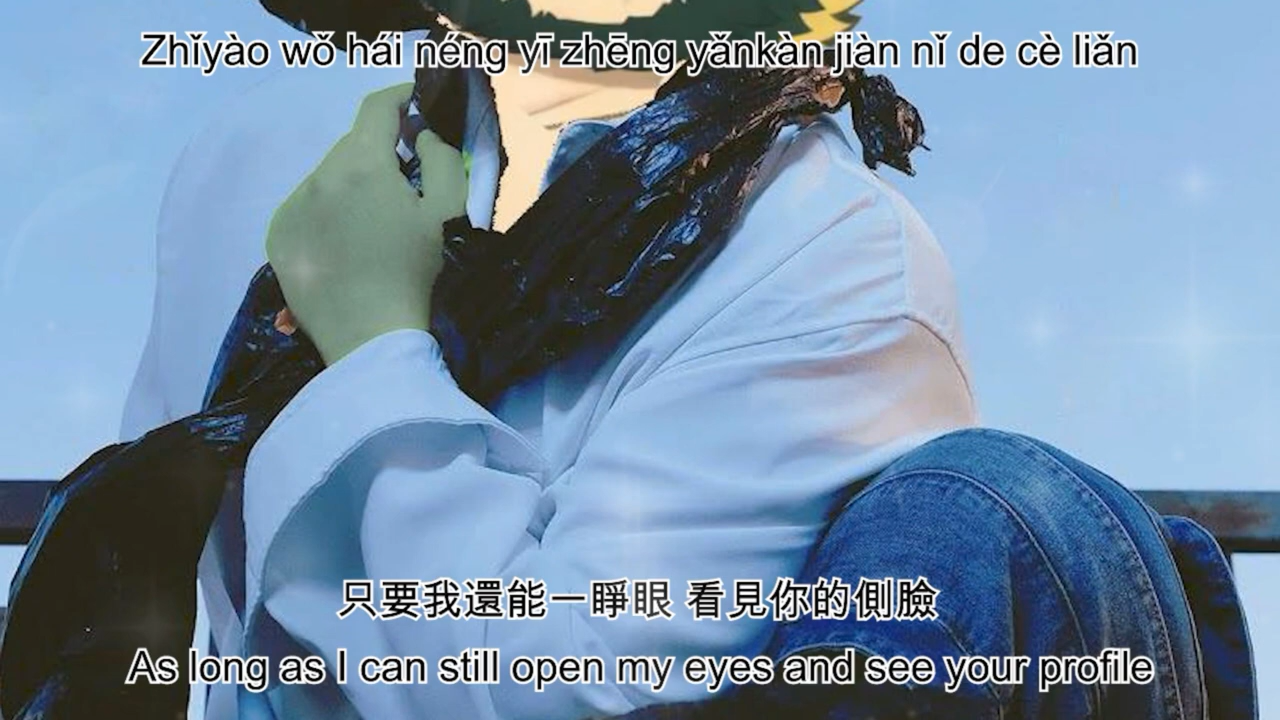 Zhǐyào wǒ hái néng yī zhēng yǎnkàn jiàn nǐ de cè liǎn
只要我還能一睜眼 看見你的側臉
As long as I can still open my eyes and see your profile